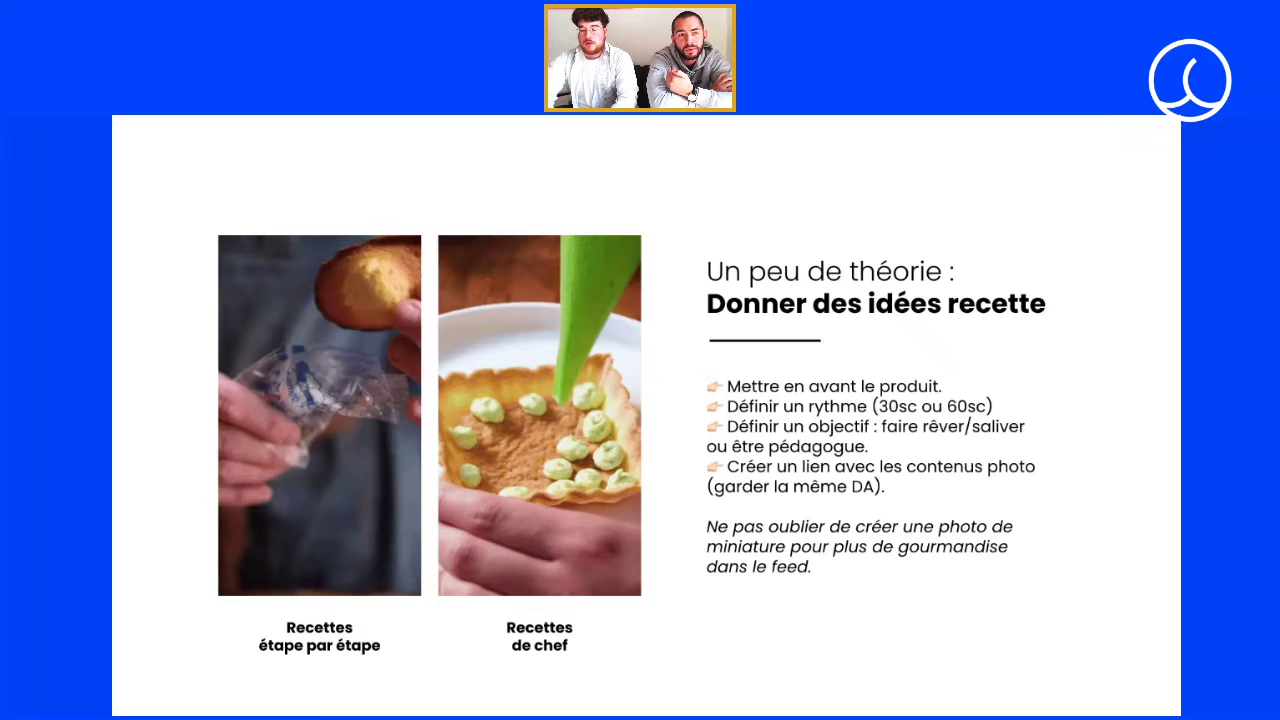 Un peu de théorie :
Donner des idées recette
👉🏻 Mettre en avant le produit.
👉🏻 Définir un rythme (30sc ou 60sc)
👉🏻 Définir un objectif : faire rêver/saliver
ou être pédagogue.
👉🏻 Créer un lien avec les contenus photo
(garder la même DA).
Ne pas oublier de créer une photo de
miniature pour plus de gourmandise
dans le feed.
Recettes
étape par étape
Recettes
de chef